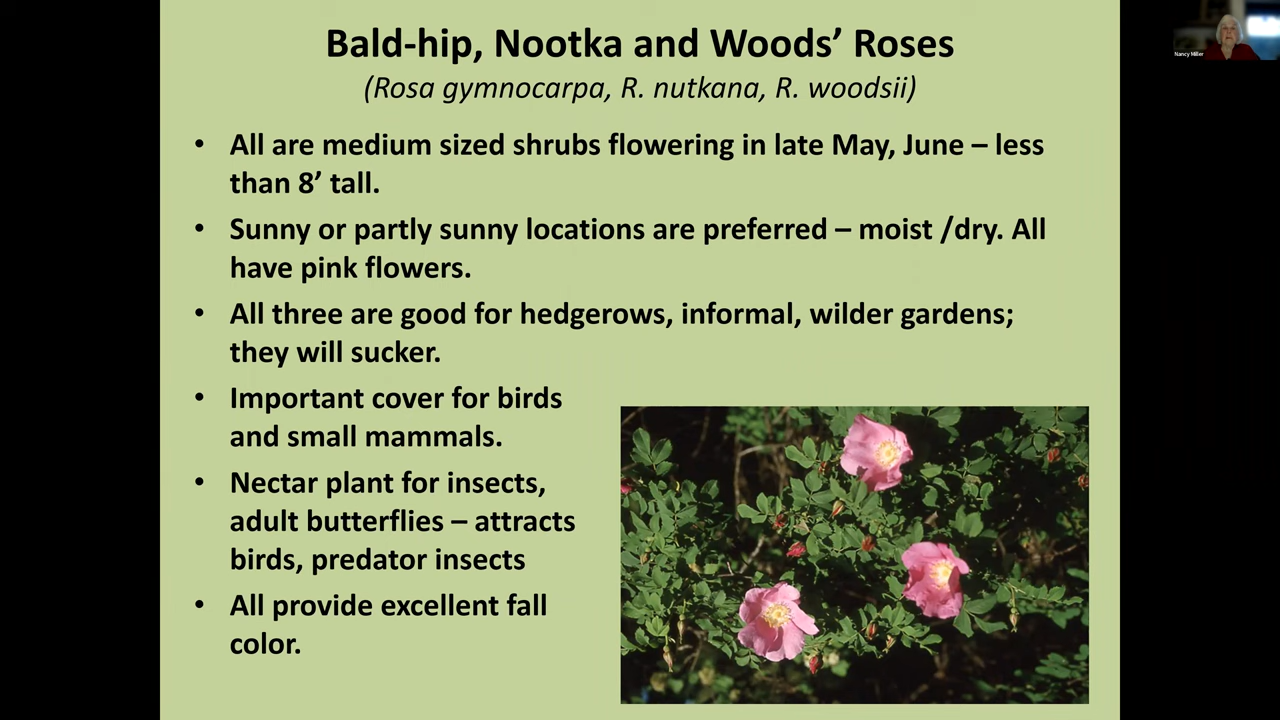 Bald-hip, Nootka and Woods’ Roses
(Rosa gymnocarpa, R. nutkana, R. woodsii)
• All are medium sized shrubs flowering in late May, June – less
than 8’ tall.
• Sunny or partly sunny locations are preferred – moist /dry. All
have pink flowers.
• All three are good for hedgerows, informal, wilder gardens;
they will sucker.
• Important cover for birds
and small mammals.
• Nectar plant for insects,
adult butterflies – attracts
birds, predator insects
• All provide excellent fall
color.
Nancy Miller